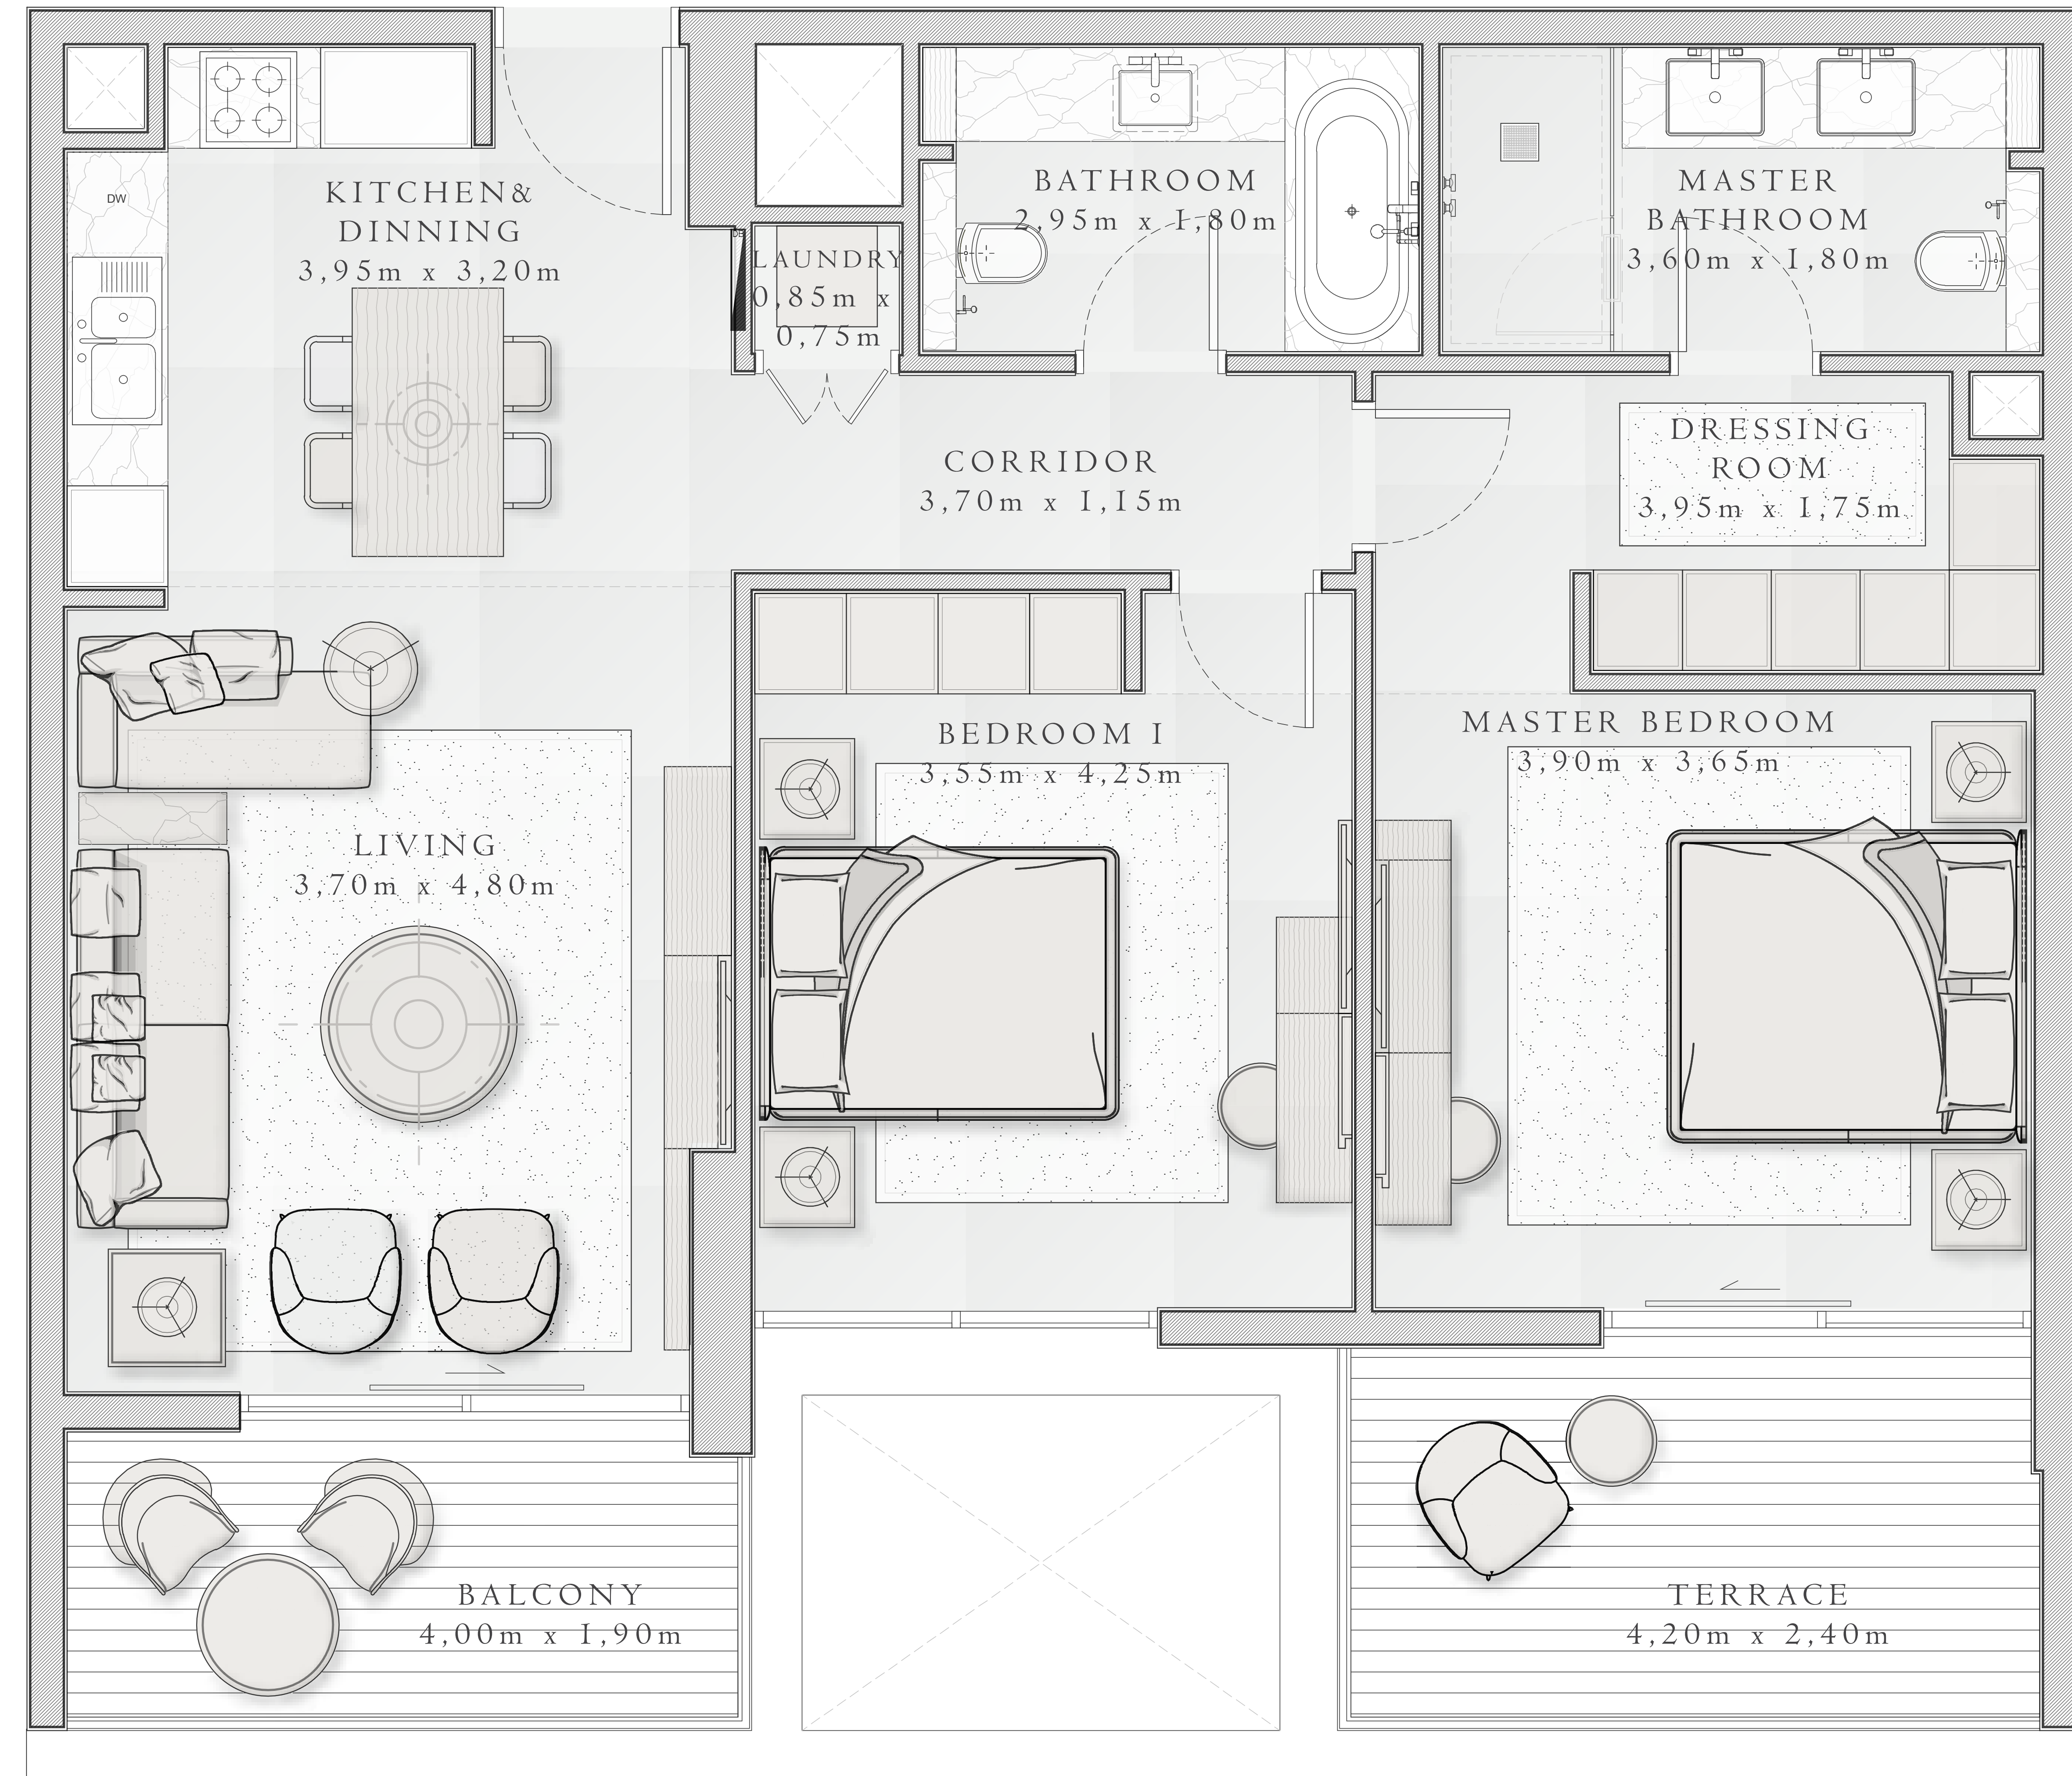 KITCHEN&
DINNING
3,95m x 3,20m
DW
LAUNDRY
0,85m x
0,75m
BATHROOM
2,95m x 1,80m
MASTER
BATHROOM
3,60m x 1,80m
CORRIDOR
3,70m x 1,15m
DRESSING
ROOM
3,95m x 1,75m
LIVING
3,70m x 4,80m
BEDROOM 1
3,55m x 4,25m
MASTER BEDROOM
3,90m x 3,65m
BALCONY
4,00m x 1,90m
TERRACE
4,20m x 2,40m